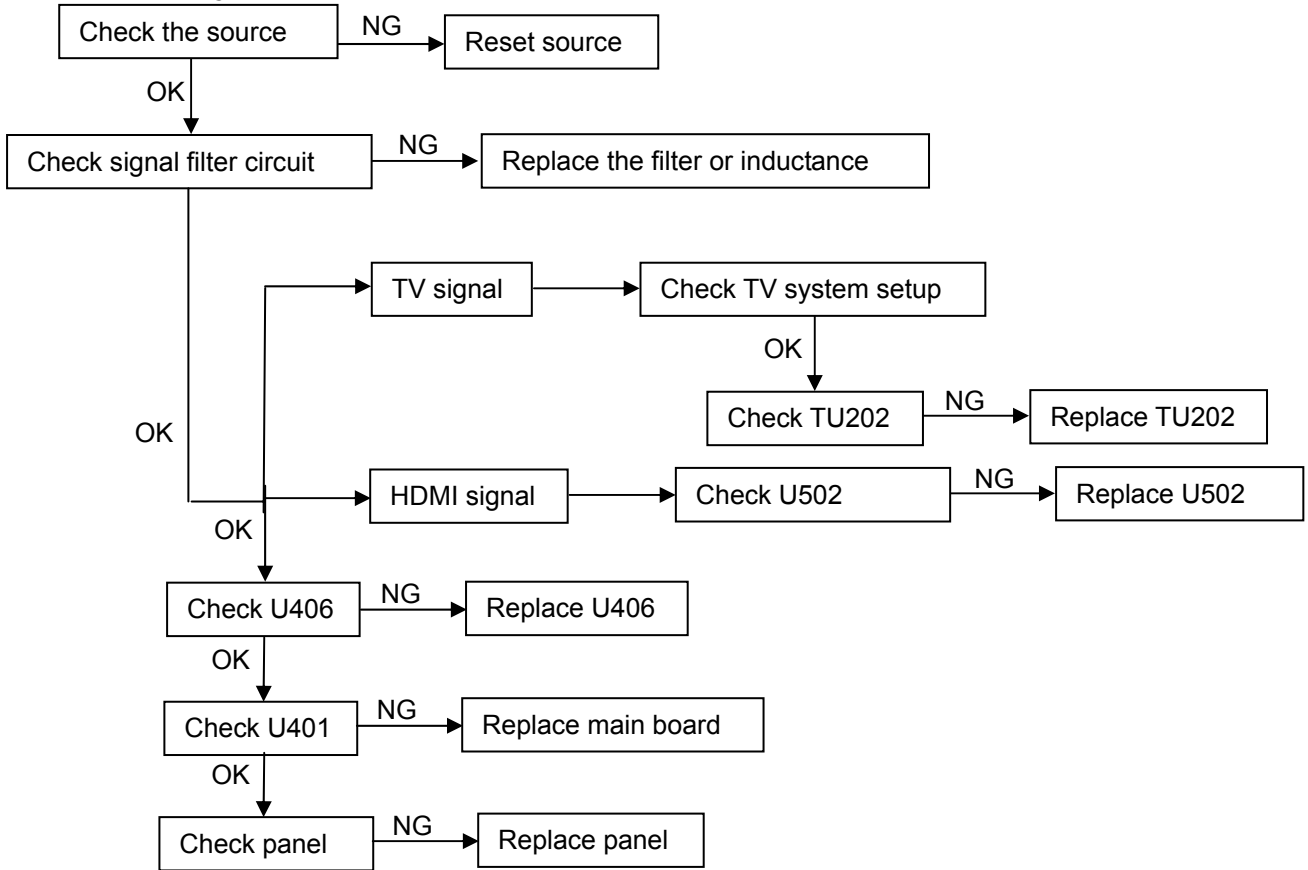 Check the source
NG
Reset source
OK
Check signal filter circuit
NG
Replace the filter or inductance
TV signal
Check TV system setup
OK
OK
Check TU202
NG
Replace TU202
HDMI signal
Check U502
NG
Replace U502
OK
Check U406
NG
Replace U406
OK
Check U401
NG
Replace main board
OK
Check panel
NG
Replace panel